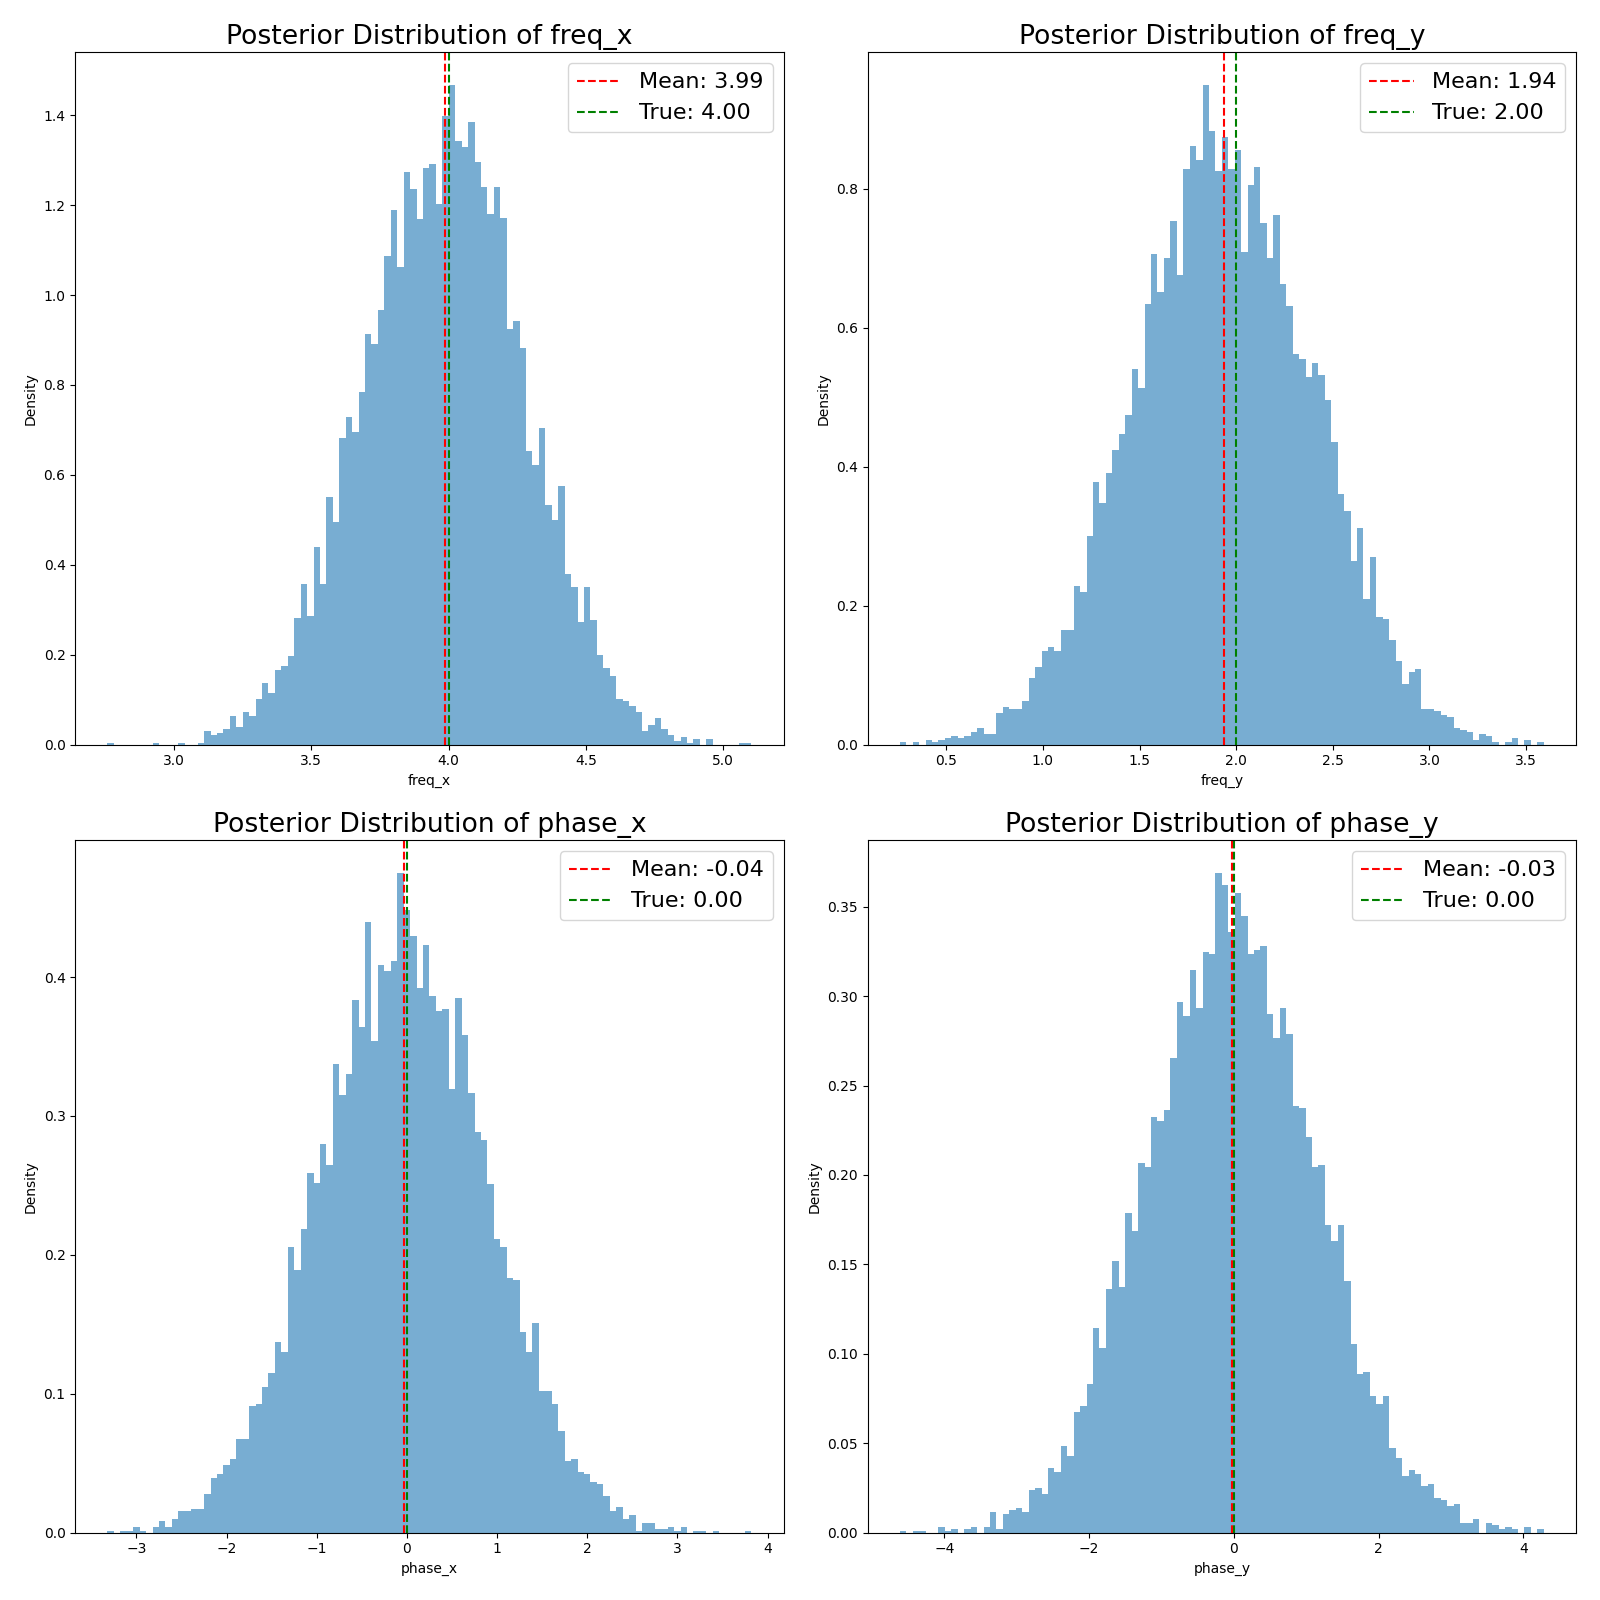 Posterior Distribution of freq_x
Mean: 3.99
True: 4.00
1.4
1.2
1.0
0.8
0.6
0.4
0.2
0.0
Density
3.0 3.5 4.0 4.5 5.0
freq_x
Posterior Distribution of freq_y
Mean: 1.94
True: 2.00
0.8
0.6
0.4
0.2
0.0
Density
0.5 1.0 1.5 2.0 2.5 3.0 3.5
freq_y
Posterior Distribution of phase_x
Mean: -0.04
True: 0.00
0.4
0.3
0.2
0.1
0.0
Density
−3 −2 −1 0 1 2 3 4
phase_x
Posterior Distribution of phase_y
Mean: -0.03
True: 0.00
0.35
0.30
0.25
0.20
0.15
0.10
0.05
0.00
Density
−4 −2 0 2 4
phase_y